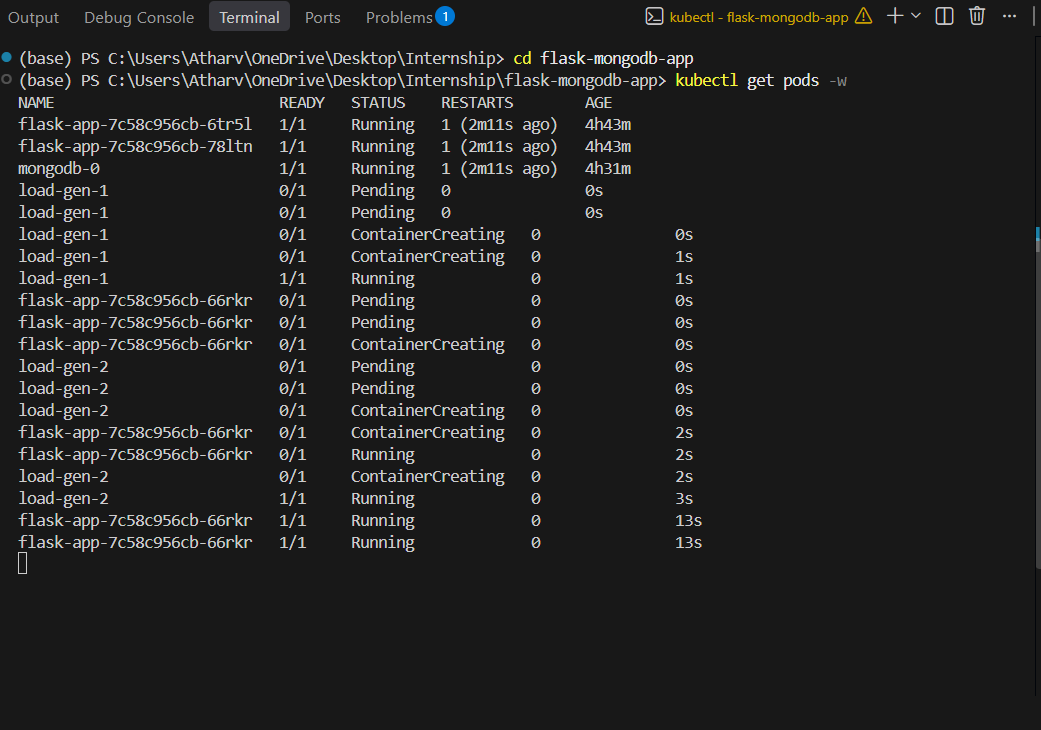 Output Debug Console Terminal Ports Problems 1 kubectl - flask-mongodb-app
(base) PS C:\Users\Atharv\OneDrive\Desktop\Internship> cd flask-mongodb-app
(base) PS C:\Users\Atharv\OneDrive\Desktop\Internship\flask-mongodb-app> kubectl get pods -w
NAME READY STATUS RESTARTS AGE
flask-app-7c58c956cb-6tr5l 1/1 Running 1 (2m11s ago) 4h43m
flask-app-7c58c956cb-78ltn 1/1 Running 1 (2m11s ago) 4h43m
mongodb-0 1/1 Running 1 (2m11s ago) 4h31m
load-gen-1 0/1 Pending 0 0s
load-gen-1 0/1 Pending 0 0s
load-gen-1 0/1 ContainerCreating 0 0s
load-gen-1 0/1 ContainerCreating 0 1s
load-gen-1 1/1 Running 0 1s
flask-app-7c58c956cb-66rkr 0/1 Pending 0 0s
flask-app-7c58c956cb-66rkr 0/1 Pending 0 0s
flask-app-7c58c956cb-66rkr 0/1 ContainerCreating 0 0s
load-gen-2 0/1 Pending 0 0s
load-gen-2 0/1 Pending 0 0s
load-gen-2 0/1 ContainerCreating 0 0s
flask-app-7c58c956cb-66rkr 0/1 ContainerCreating 0 2s
flask-app-7c58c956cb-66rkr 0/1 Running 0 2s
load-gen-2 0/1 ContainerCreating 0 2s
load-gen-2 1/1 Running 0 3s
flask-app-7c58c956cb-66rkr 1/1 Running 0 13s
flask-app-7c58c956cb-66rkr 1/1 Running 0 13s